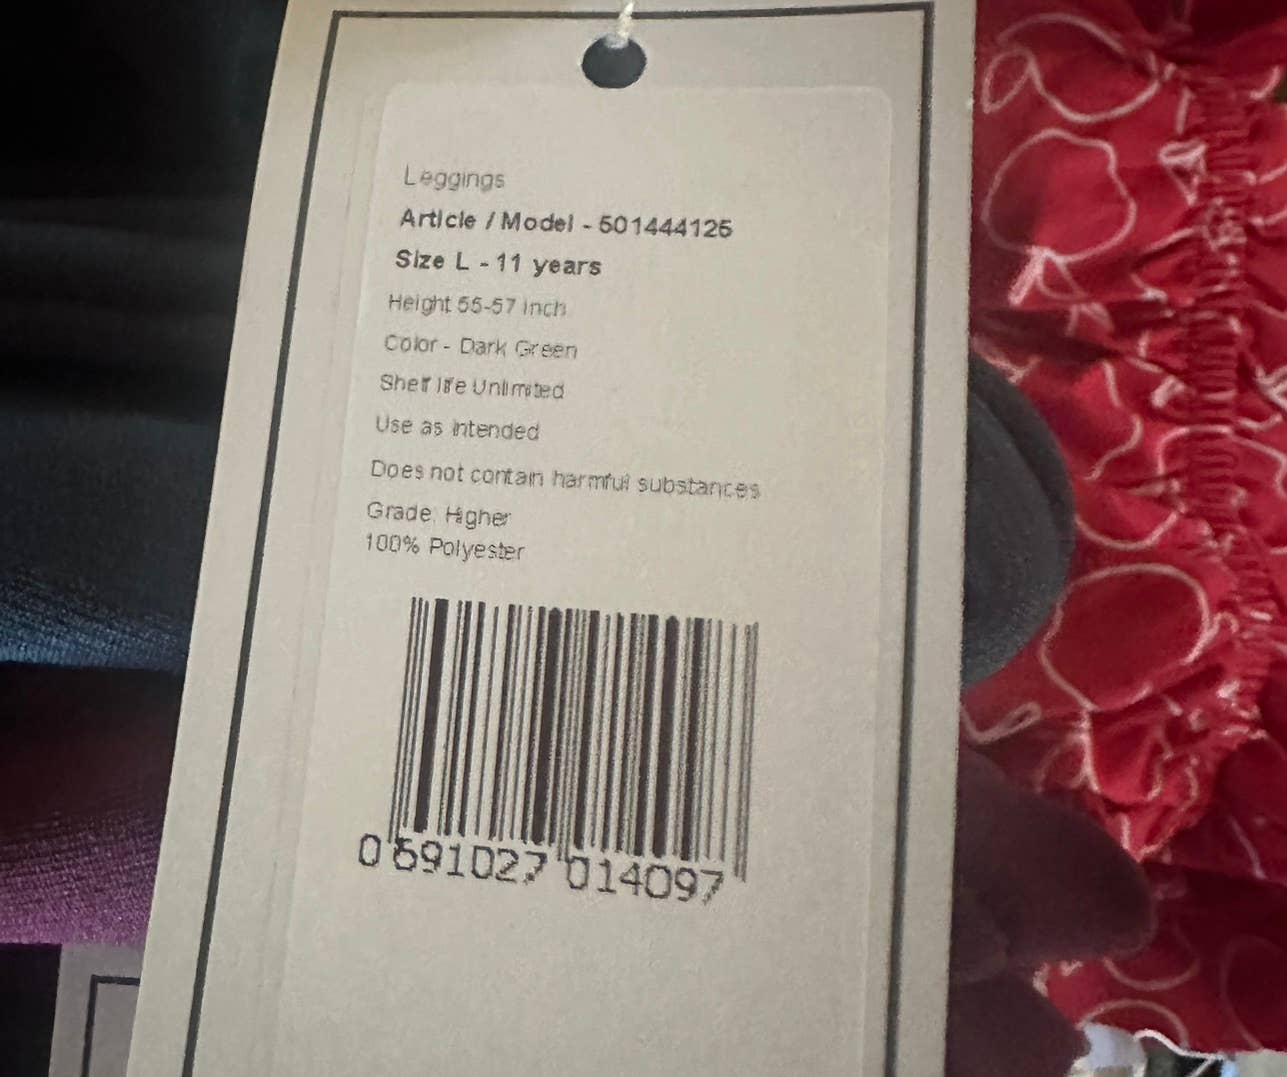 Leggings
Article / Model - 501444125
Size L - 11 years
Height 55-57 inch
Color - Dark Green
Shelf life Unlimited
Use as intended
Does not contain harmful substances
Grade: Higher
100% Polyester
0 691027 014097